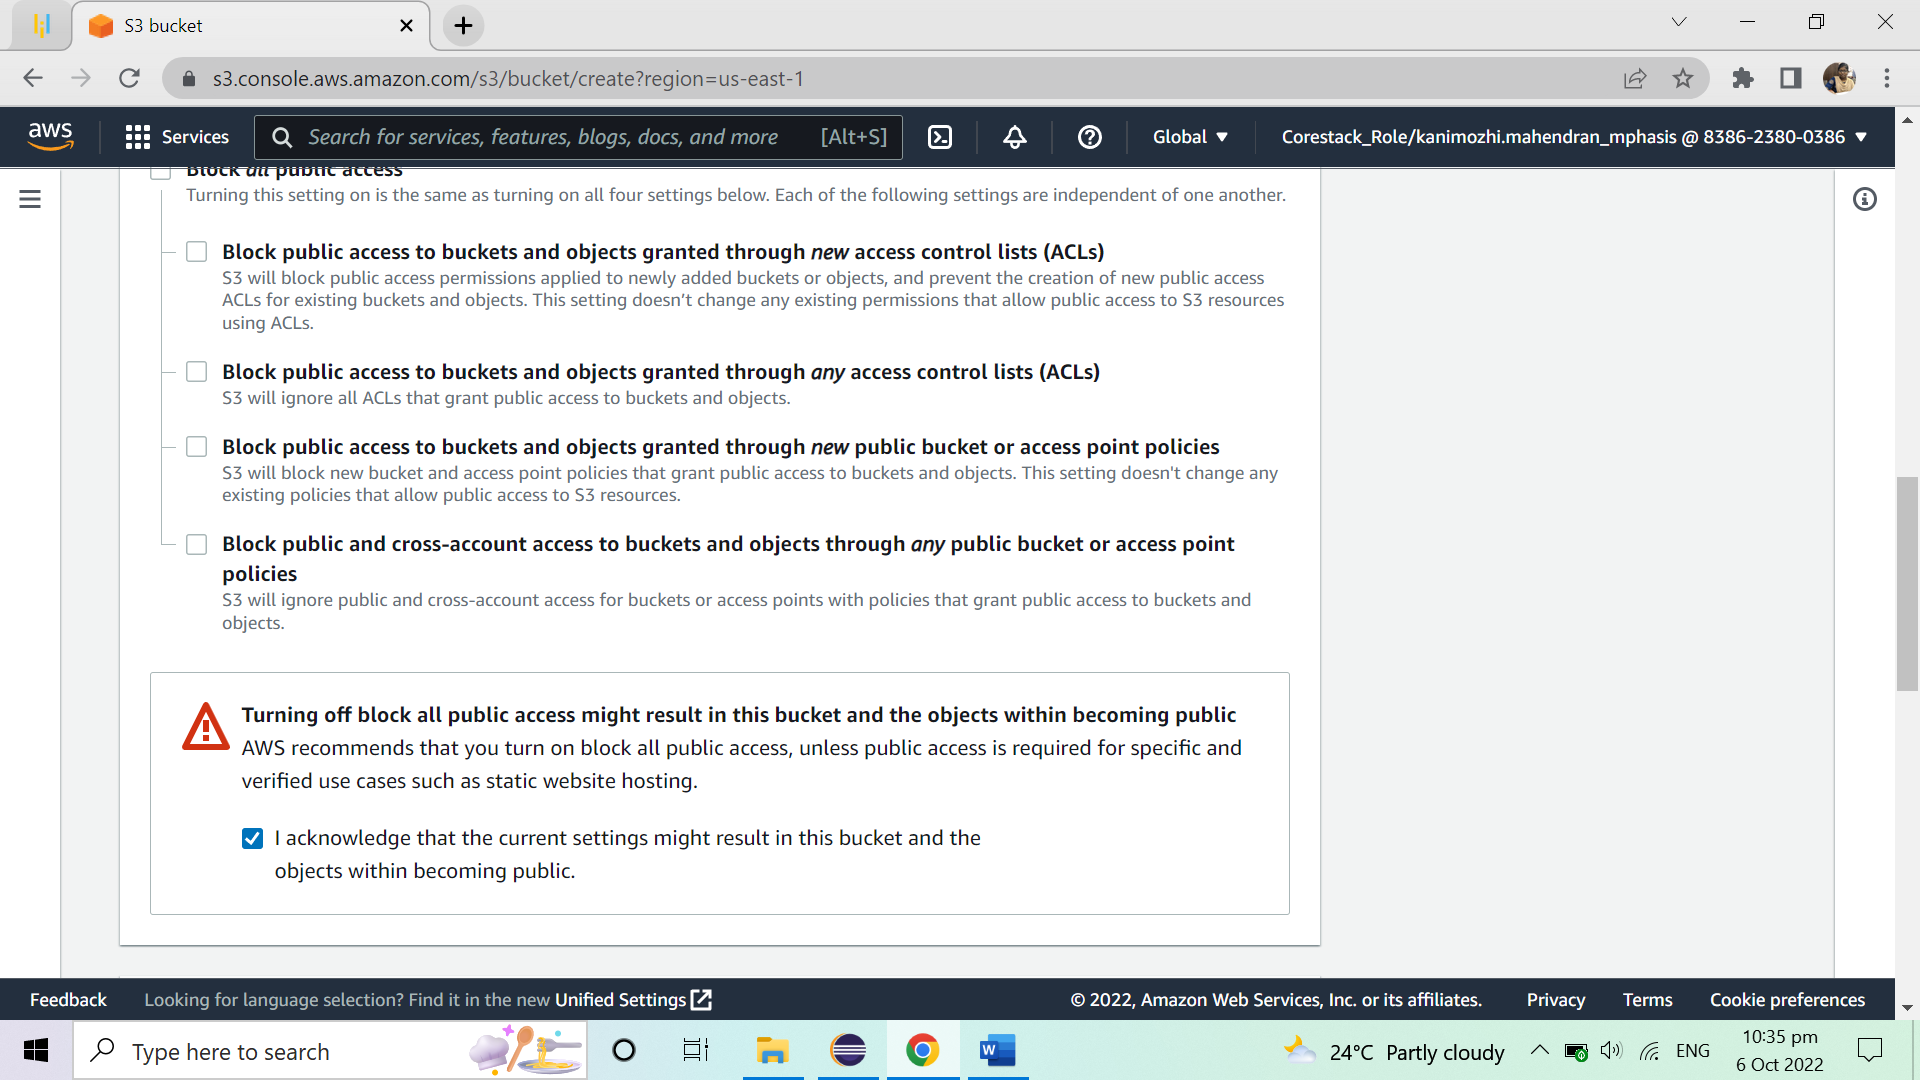 S3 bucket
s3.console.aws.amazon.com/s3/bucket/create?region=us-east-1
aws
Services
Search for services, features, blogs, docs, and more [Alt+S]
Global
Corestack_Role/kanimozhi.mahendran_mphasis @ 8386-2380-0386
Block all public access
Turning this setting on is the same as turning on all four settings below. Each of the following settings are independent of one another.
Block public access to buckets and objects granted through new access control lists (ACLs)
S3 will block public access permissions applied to newly added buckets or objects, and prevent the creation of new public access
ACLs for existing buckets and objects. This setting doesn’t change any existing permissions that allow public access to S3 resources
using ACLs.
Block public access to buckets and objects granted through any access control lists (ACLs)
S3 will ignore all ACLs that grant public access to buckets and objects.
Block public access to buckets and objects granted through new public bucket or access point policies
S3 will block new bucket and access point policies that grant public access to buckets and objects. This setting doesn't change any
existing policies that allow public access to S3 resources.
Block public and cross-account access to buckets and objects through any public bucket or access point
policies
S3 will ignore public and cross-account access for buckets or access points with policies that grant public access to buckets and
objects.
Turning off block all public access might result in this bucket and the objects within becoming public
AWS recommends that you turn on block all public access, unless public access is required for specific and
verified use cases such as static website hosting.
I acknowledge that the current settings might result in this bucket and the
objects within becoming public.
Feedback
Looking for language selection? Find it in the new Unified Settings
© 2022, Amazon Web Services, Inc. or its affiliates.
Privacy
Terms
Cookie preferences
Type here to search
W
24°C Partly cloudy
ENG
10:35 pm
6 Oct 2022